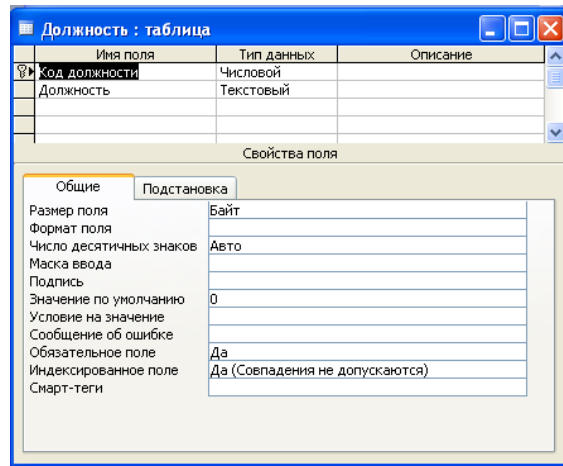 Должность : таблица
Имя поля Тип данных Описание
Код должности Числовой
Должность Текстовый
Свойства поля
Общие Подстановка
Размер поля Байт
Формат поля
Число десятичных знаков Авто
Маска ввода
Подпись
Значение по умолчанию 0
Условие на значение
Сообщение об ошибке
Обязательное поле Да
Индексированное поле Да (Совпадения не допускаются)
Смарт-теги